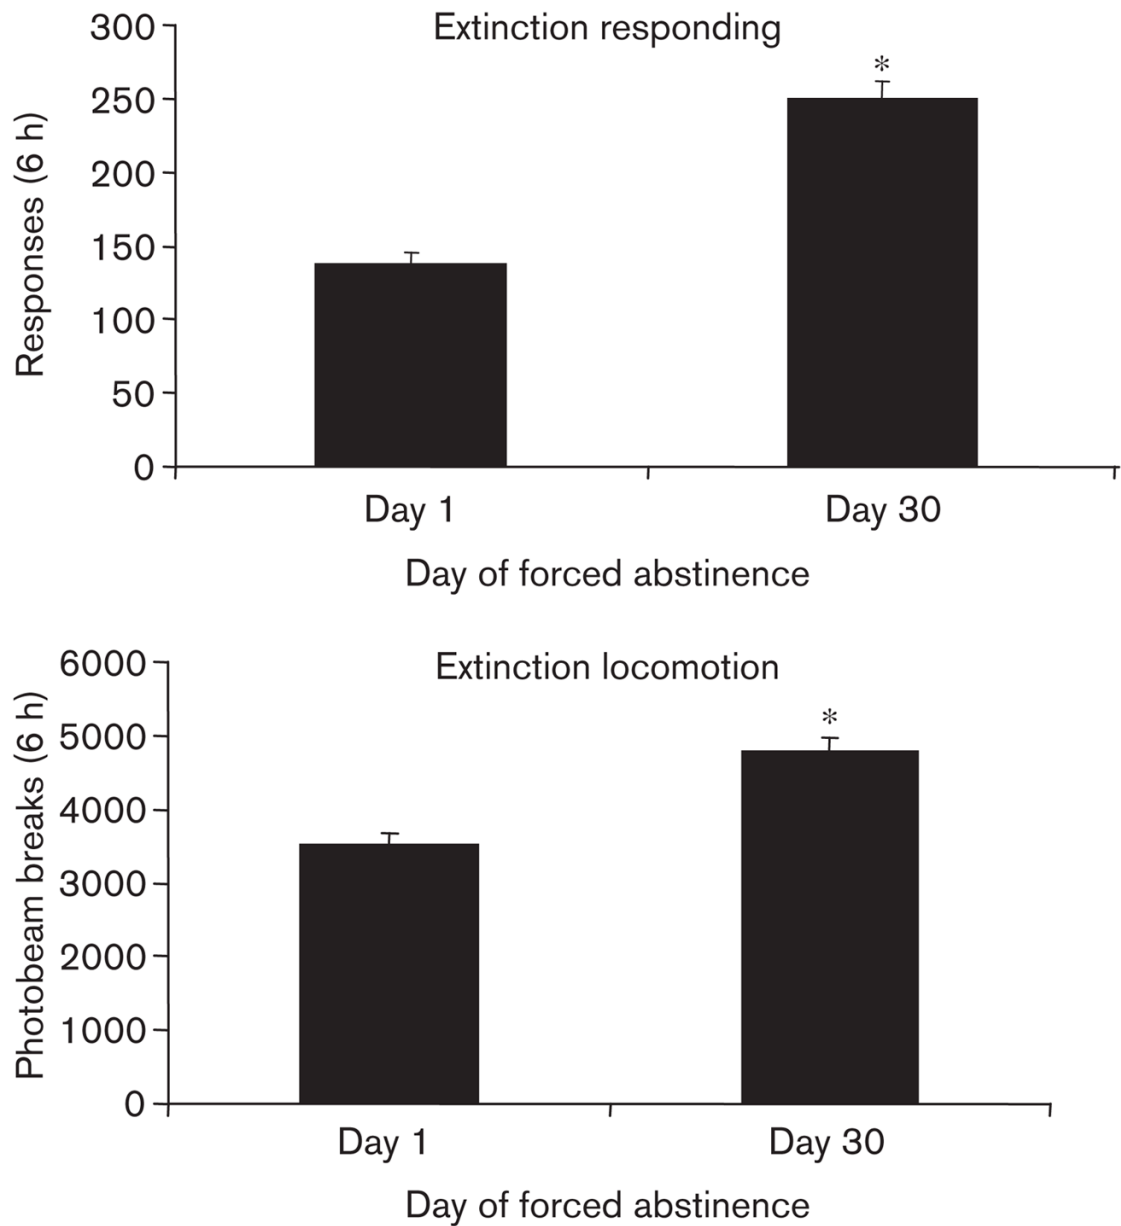 Extinction responding
Responses (6 h)
300
250
200
150
100
50
0
*
Day 1
Day 30
Day of forced abstinence
Extinction locomotion
Photobeam breaks (6 h)
6000
5000
4000
3000
2000
1000
0
*
Day 1
Day 30
Day of forced abstinence